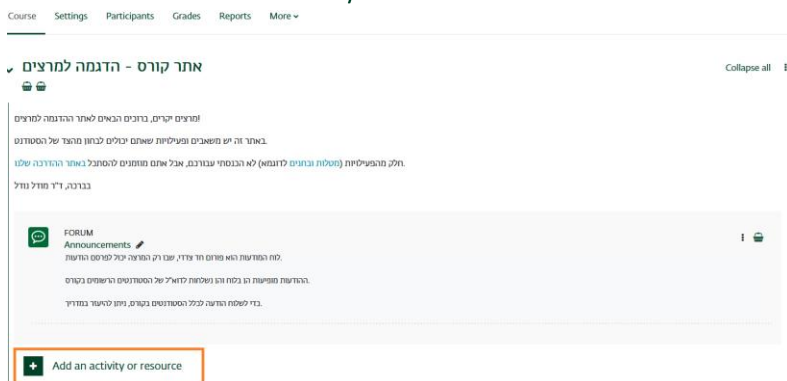 Course Settings Participants Grades Reports More
אתר קורס - הדגמה למרצים
Collapse all
מרצים יקרים, ברוכים הבאים לאתר ההדגמה למרצים!
באתר זה יש משאבים ופעילויות שאתם יכולים לבחון מהצד של הסטודנט.
חלק מהפעילויות (מטלות ובחנים לדוגמא) לא הכנסתי עבורכם, אבל אתם מוזמנים להסתכל באתר ההדרכה שלנו.
בברכה, ד"ר מודל נודל
FORUM
Announcements
לוח המודעות הוא פורום חד צדדי, שבו רק המרצה יכול לפרסם הודעות.
ההודעות מופיעות הן בלוח והן נשלחות לדוא"ל של הסטודנטים הרשומים בקורס.
כדי לשלוח הודעה לכלל הסטודנטים בקורס, ניתן להיעזר במדריך.
Add an activity or resource